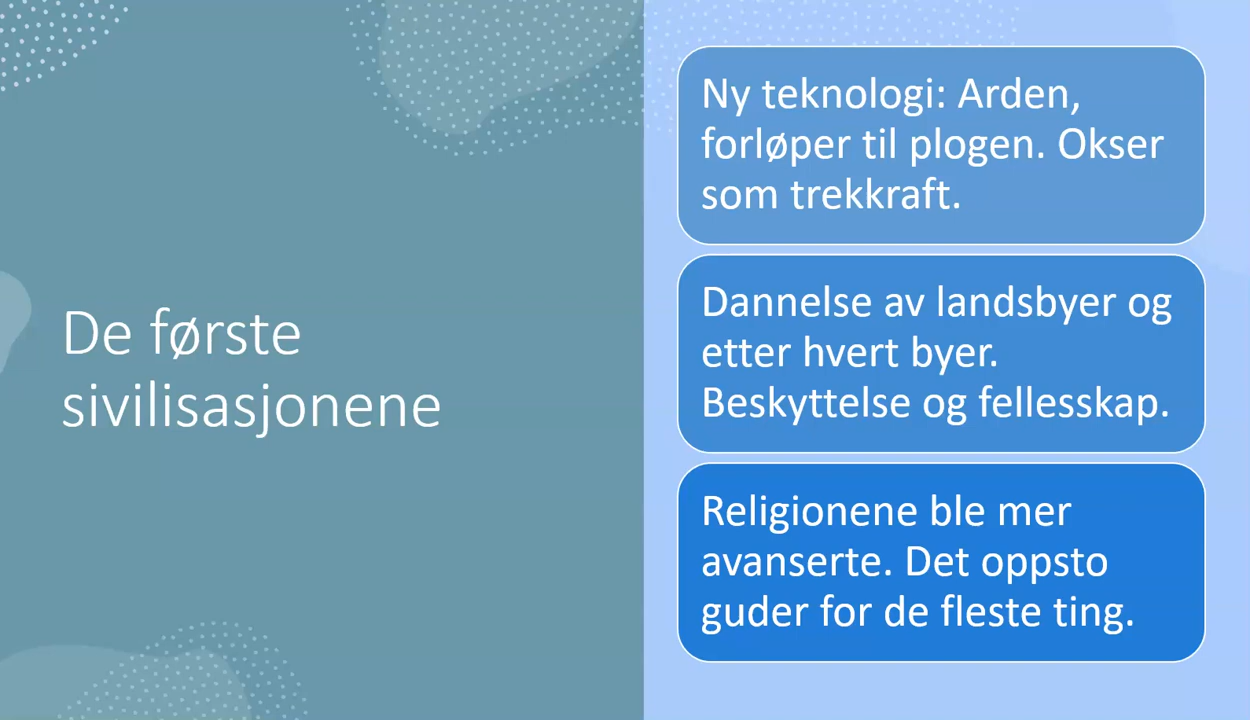 De første
sivilisasjonene
Ny teknologi: Arden,
forløper til plogen. Okser
som trekkraft.
Dannelse av landsbyer og
etter hvert byer.
Beskyttelse og fellesskap.
Religionene ble mer
avanserte. Det oppsto
guder for de fleste ting.